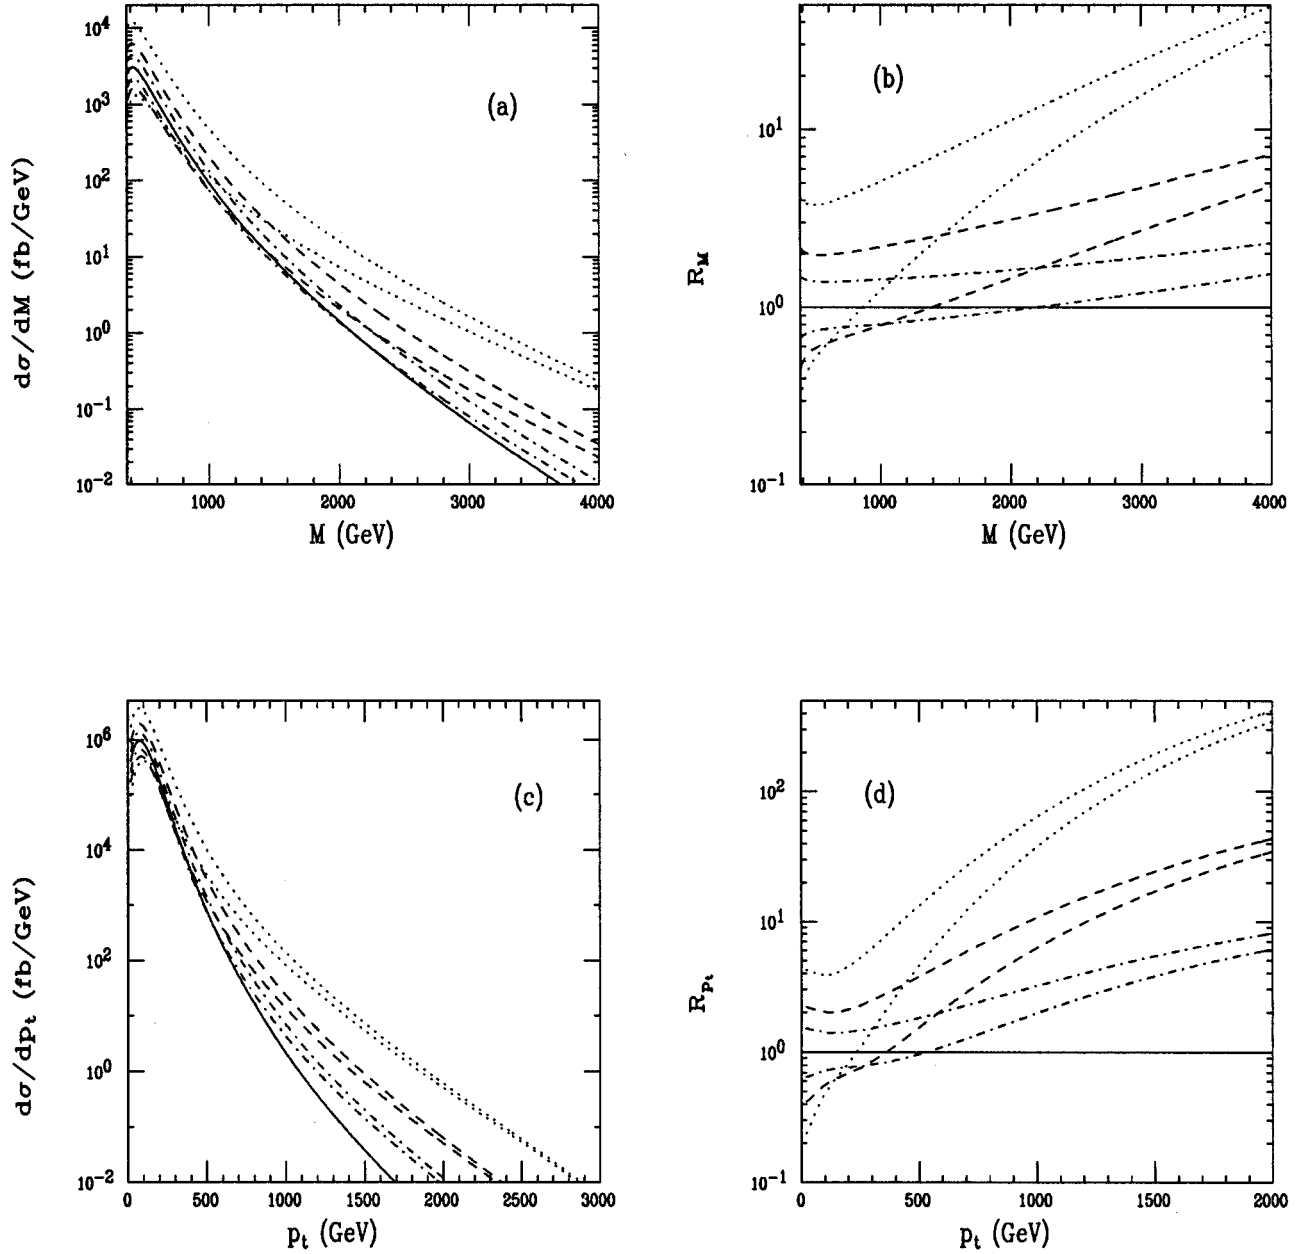 10^4
10^3
10^2
10^1
10^0
10^-1
10^-2
dσ/dM (fb/GeV)
(a)
1000 2000 3000 4000
M (GeV)
10^1
10^0
10^-1
R_M
(b)
1000 2000 3000 4000
M (GeV)
10^6
10^4
10^2
10^0
10^-2
dσ/dp_t (fb/GeV)
(c)
0 500 1000 1500 2000 2500 3000
p_t (GeV)
10^2
10^1
10^0
10^-1
R_p_t
(d)
0 500 1000 1500 2000
p_t (GeV)